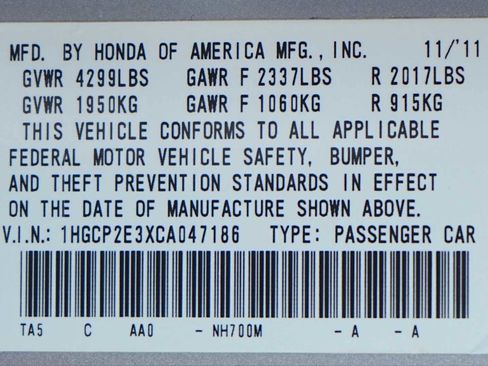 MFD. BY HONDA OF AMERICA MFG., INC. 11/'11
GVWR 4299LBS GAWR F 2337LBS R 2017LBS
GVWR 1950KG GAWR F 1060KG R 915KG
THIS VEHICLE CONFORMS TO ALL APPLICABLE
FEDERAL MOTOR VEHICLE SAFETY, BUMPER,
AND THEFT PREVENTION STANDARDS IN EFFECT
ON THE DATE OF MANUFACTURE SHOWN ABOVE.
V.I.N.: 1HGCP2E3XCA047186 TYPE: PASSENGER CAR
TA5 C AA0 - NH700M - A - A